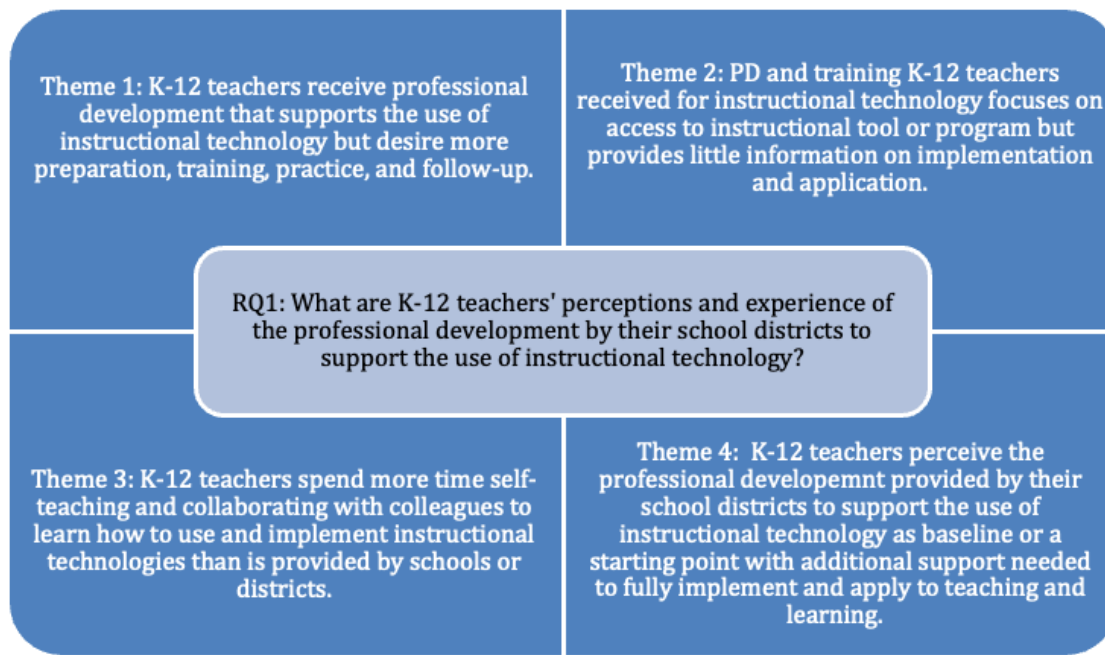 Theme 1: K-12 teachers receive professional
development that supports the use of
instructional technology but desire more
preparation, training, practice, and follow-up.
Theme 2: PD and training K-12 teachers
received for instructional technology focuses on
access to instructional tool or program but
provides little information on implementation
and application.
RQ1: What are K-12 teachers' perceptions and experience of
the professional development by their school districts to
support the use of instructional technology?
Theme 3: K-12 teachers spend more time self-
teaching and collaborating with colleagues to
learn how to use and implement instructional
technologies than is provided by schools or
districts.
Theme 4:  K-12 teachers perceive the
professional developemnt provided by their
school districts to support the use of
instructional technology as baseline or a
starting point with additional support needed
to fully implement and apply to teaching and
learning.